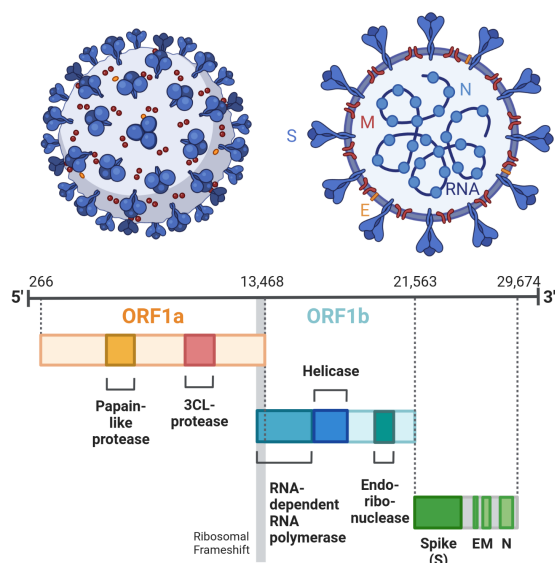 N
S
M
RNA
E
266
13,468
21,563
29,674
5'
3'
ORF1a
ORF1b
Helicase
Papain-
like
protease
3CL-
protease
RNA-
dependent
RNA
polymerase
Endo-
ribo-
nuclease
Ribosomal
Frameshift
Spike
(S)
EM
N